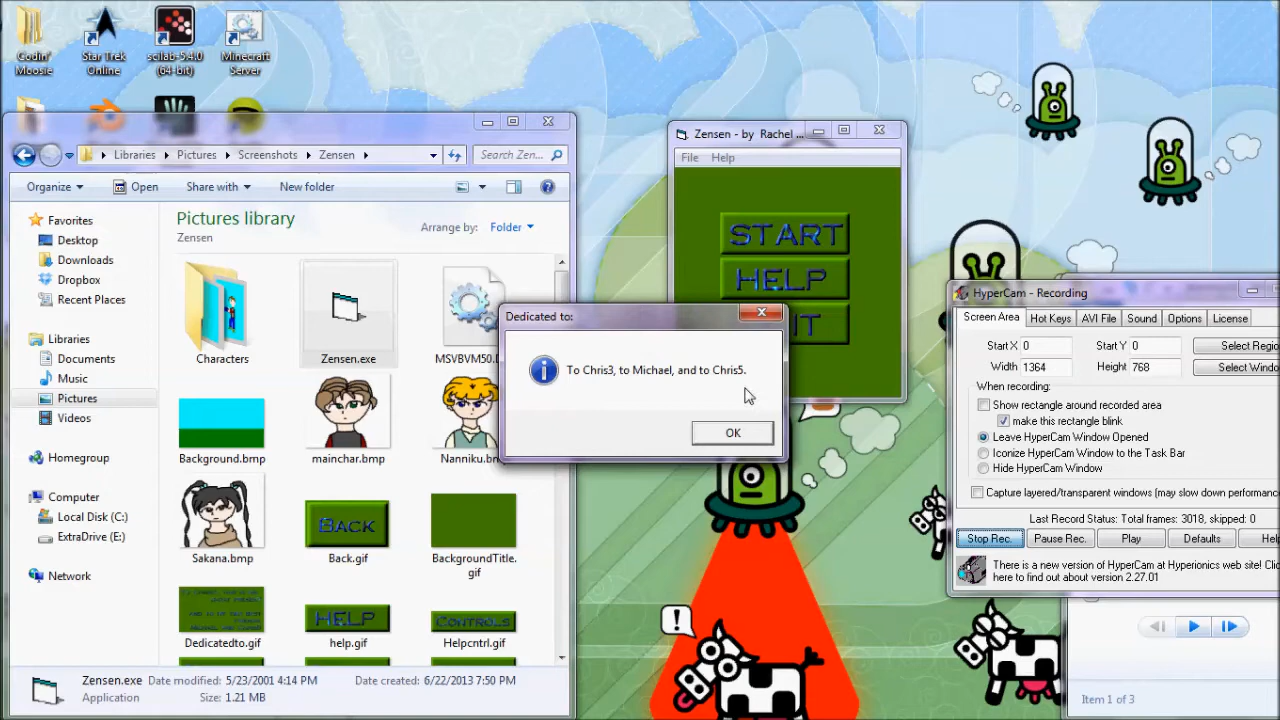 Codin' Moosie
Star Trek Online
scilab-5.4.0 (64-bit)
Minecraft Server
Libraries Pictures Screenshots Zensen
Search Zen...
Organize Open Share with New folder
Favorites
Desktop
Downloads
Dropbox
Recent Places
Libraries
Documents
Music
Pictures
Videos
Homegroup
Computer
Local Disk (C:)
ExtraDrive (E:)
Network
Pictures library
Zensen
Arrange by: Folder
Characters
Zensen.exe
MSVBVM50.
Background.bmp
mainchar.bmp
Nanniku.bm
Sakana.bmp
BACK
Back.gif
BackgroundTitle.
gif
Dedicatedto.gif
HELP
help.gif
CONTROLS
Helpcntrl.gif
Zensen.exe Date modified: 5/23/2001 4:14 PM Date created: 6/22/2013 7:50 PM
Application Size: 1.21 MB
Zensen - by Rachel ...
File Help
START
HELP
IT
Dedicated to:
To Chris3, to Michael, and to Chris5.
OK
!
HyperCam - Recording
Screen Area Hot Keys AVI File Sound Options License
Start X 0 Start Y 0 Select Regio
Width 1364 Height 768 Select Windo
When recording:
Show rectangle around recorded area
make this rectangle blink
Leave HyperCam Window Opened
Iconize HyperCam Window to the Task Bar
Hide HyperCam Window
Capture layered/transparent windows (may slow down performance
Last Record Status: Total frames: 3018, skipped: 0
Stop Rec. Pause Rec. Play Defaults Help
There is a new version of HyperCam at Hyperionics web site! Clic
here to find out about version 2.27.01
Item 1 of 3